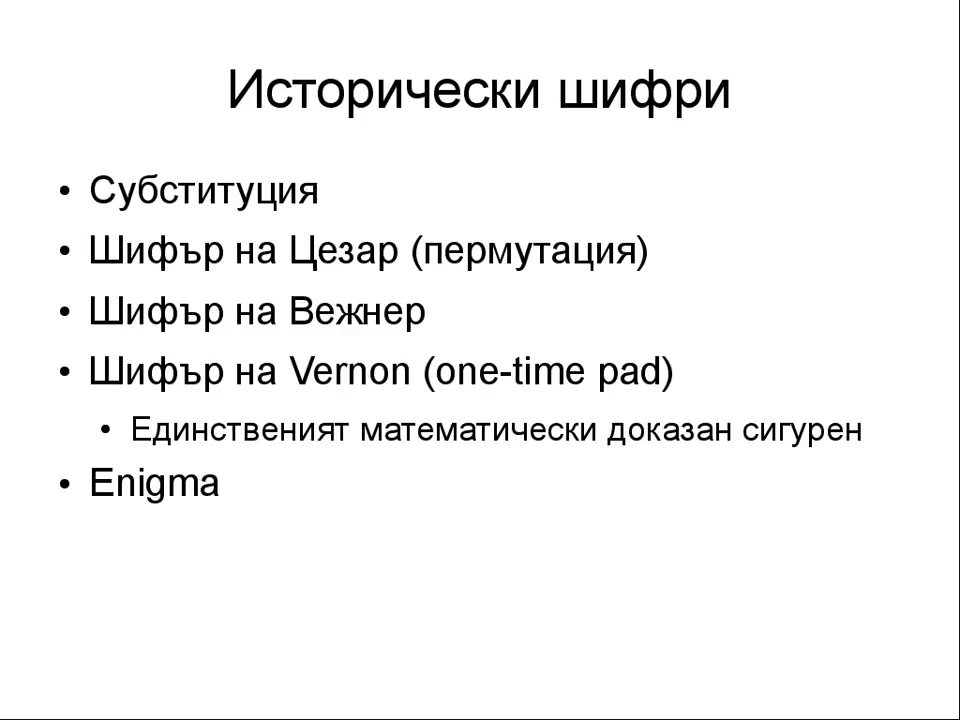 Исторически шифри
• Субституция
• Шифър на Цезар (пермутация)
• Шифър на Вежнер
• Шифър на Vernon (one-time pad)
• Единственият математически доказан сигурен
• Enigma